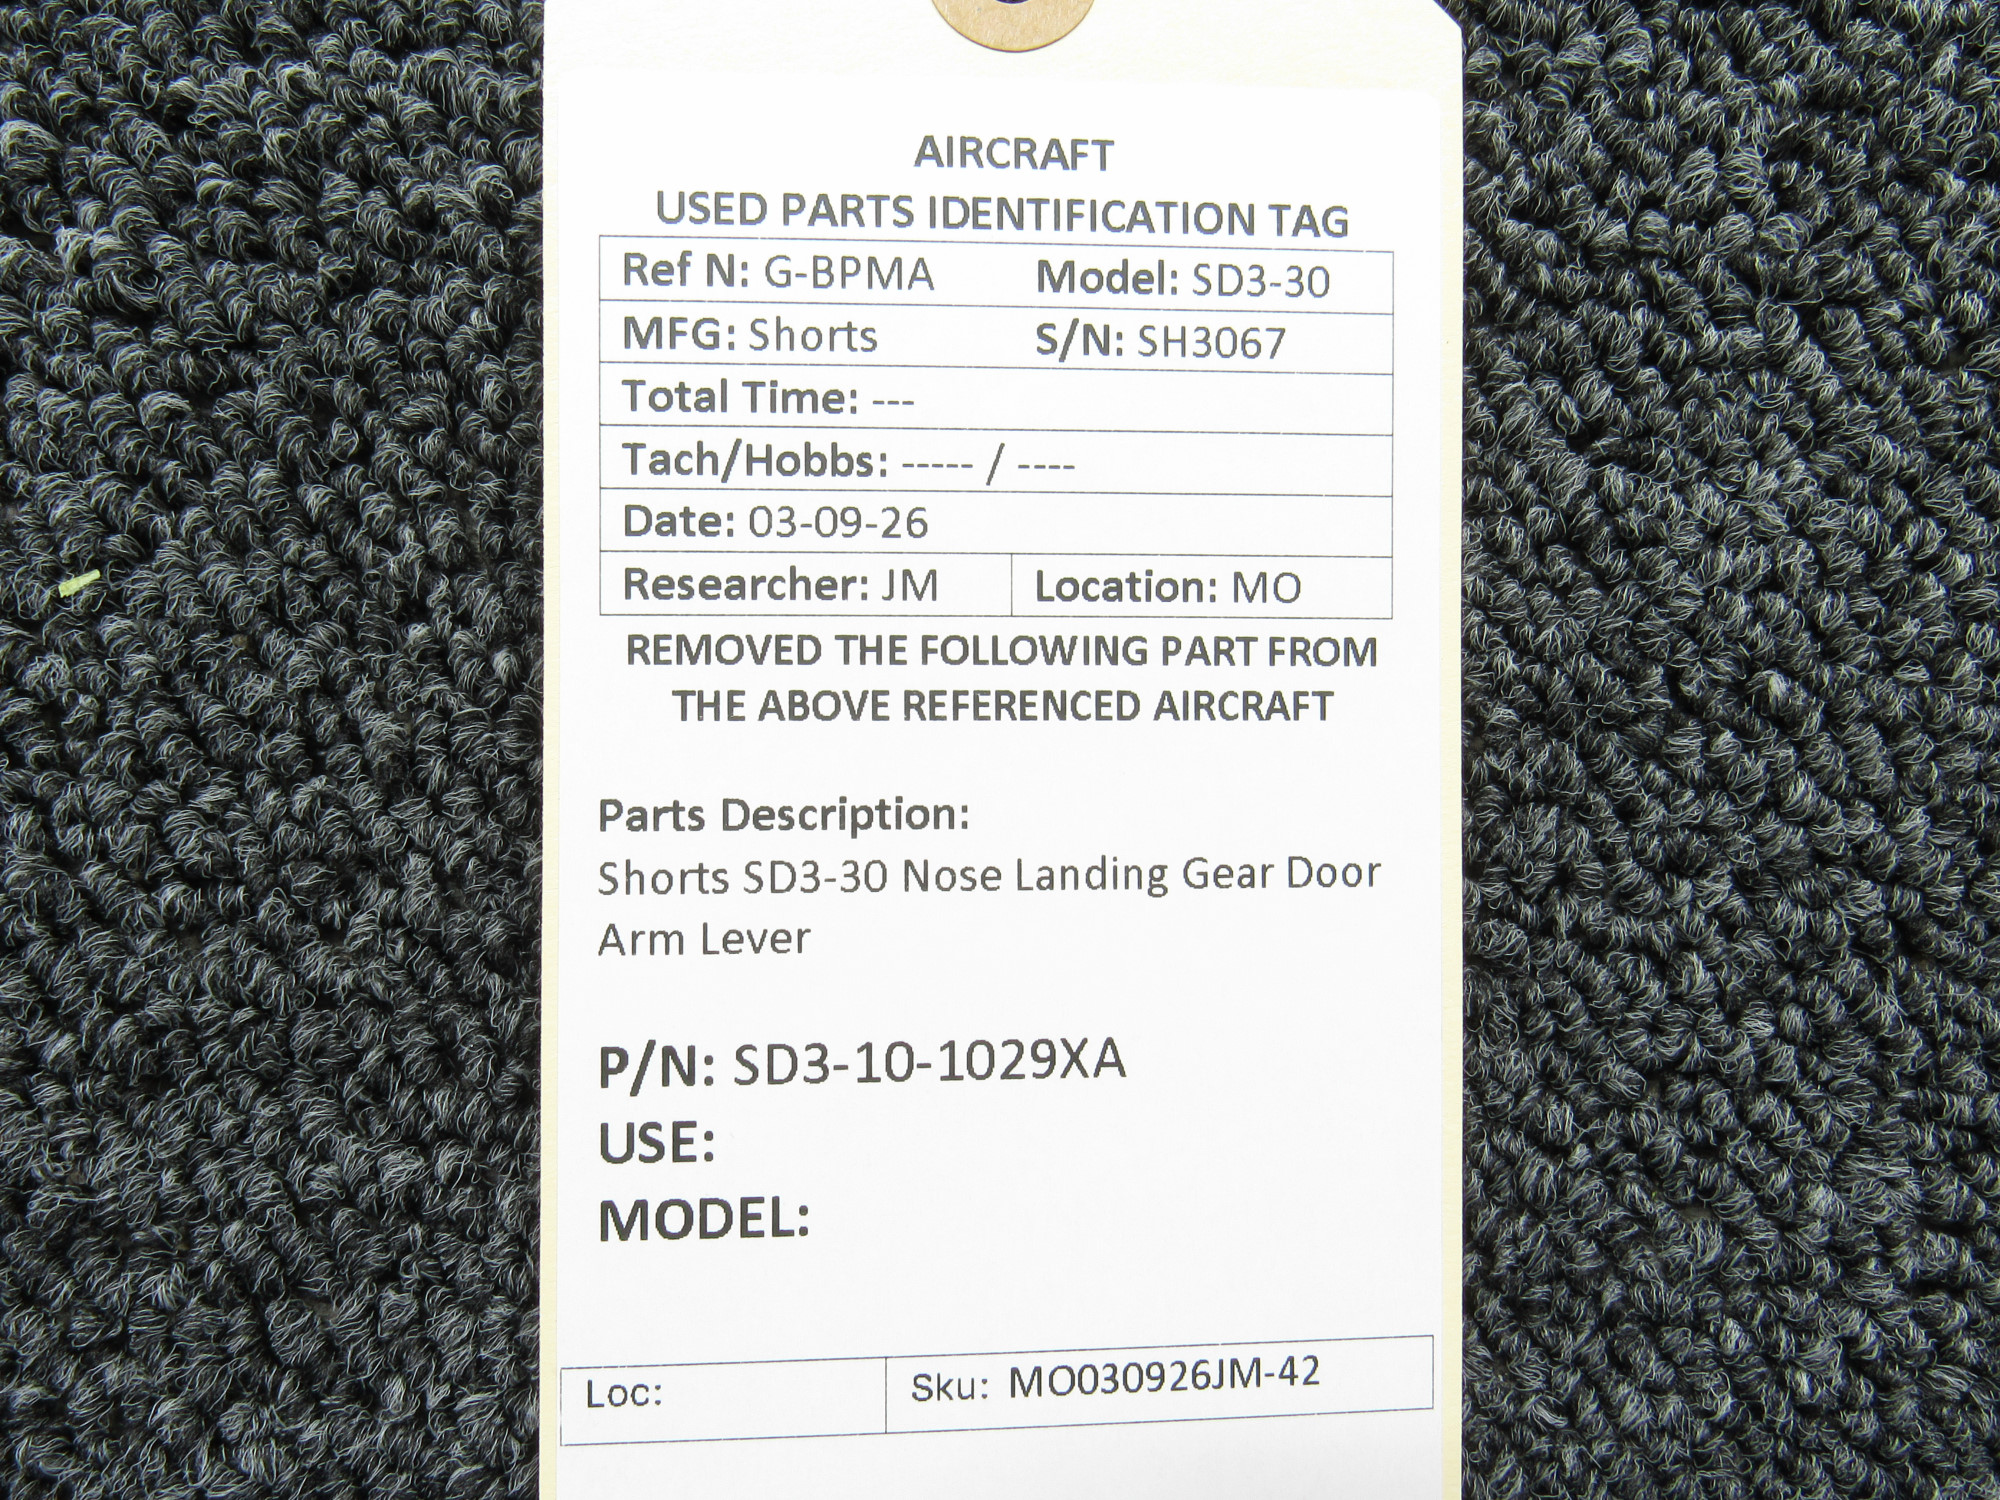 AIRCRAFT
USED PARTS IDENTIFICATION TAG
Ref N: G-BPMA Model: SD3-30
MFG: Shorts S/N: SH3067
Total Time: ---
Tach/Hobbs: ----- / ----
Date: 03-09-26
Researcher: JM Location: MO
REMOVED THE FOLLOWING PART FROM
THE ABOVE REFERENCED AIRCRAFT
Parts Description:
Shorts SD3-30 Nose Landing Gear Door
Arm Lever
P/N: SD3-10-1029XA
USE:
MODEL:
Loc: Sku: MO030926JM-42